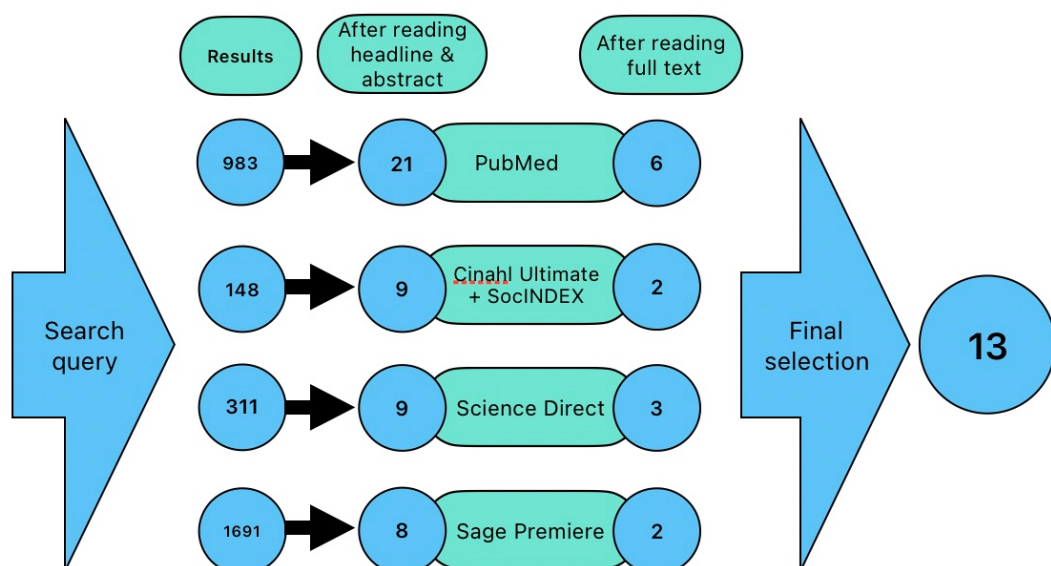 Results
After reading
headline &
abstract
After reading
full text
983
21
PubMed
6
148
9
Cinahl Ultimate
+ SocINDEX
2
Search
query
Final
selection
13
311
9
Science Direct
3
1691
8
Sage Premiere
2